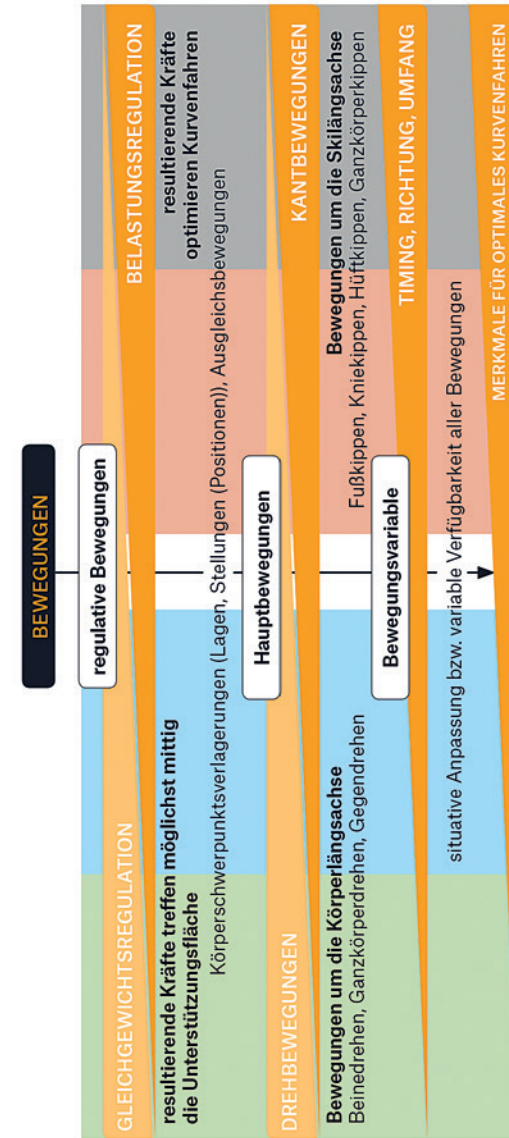 BEWEGUNGEN
regulative Bewegungen
GLEICHGEWICHTSREGULATION
BELASTUNGSREGULATION
resultierende Kräfte treffen möglichst mittig
die Unterstützungsfläche
resultierende Kräfte
optimieren Kurvenfahren
Körperschwerpunktsverlagerungen (Lagen, Stellungen (Positionen)), Ausgleichsbewegungen
Hauptbewegungen
DREHBEWEGUNGEN
KANTBEWEGUNGEN
Bewegungen um die Körperlängsachse
Beinedrehen, Ganzkörperdrehen, Gegendrehen
Bewegungen um die Skilängsachse
Fußkippen, Kniekippen, Hüftkippen, Ganzkörperkippen
Bewegungsvariable
TIMING, RICHTUNG, UMFANG
situative Anpassung bzw. variable Verfügbarkeit aller Bewegungen
MERKMALE FÜR OPTIMALES KURVENFAHREN